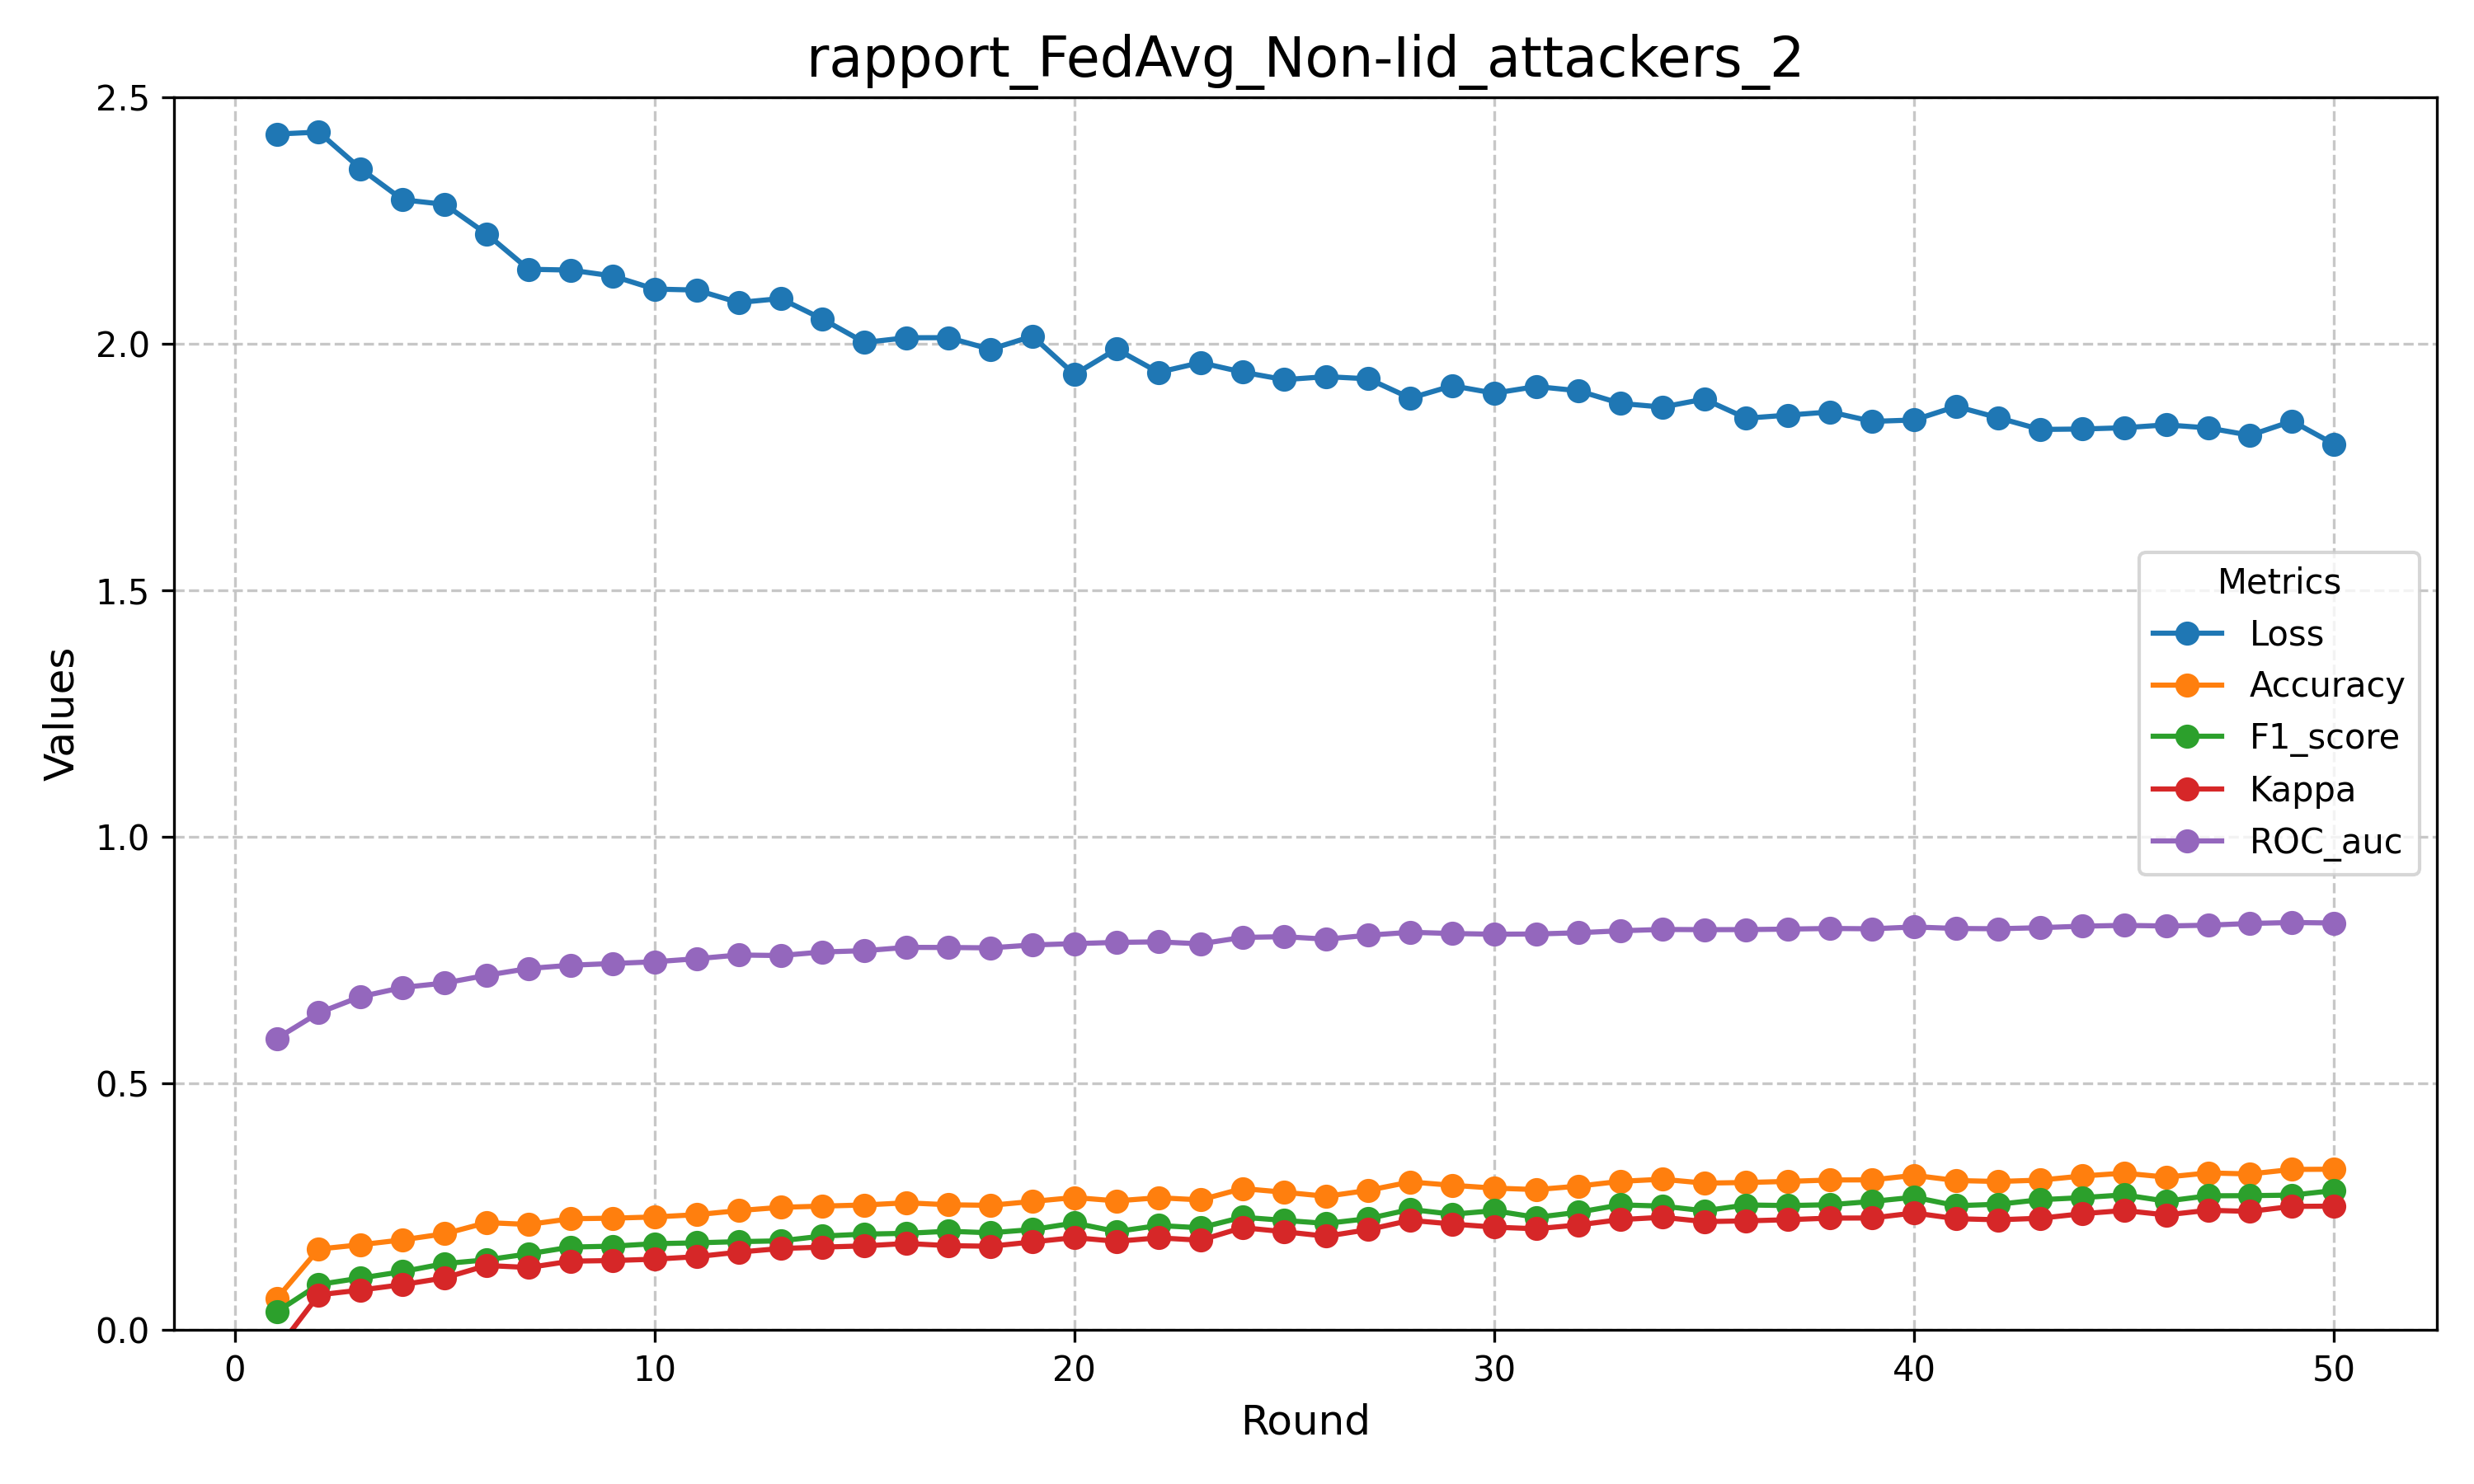 rapport_FedAvg_Non-Iid_attackers_2
2.5
2.0
1.5
1.0
0.5
0.0
Values
Metrics
Loss
Accuracy
F1_score
Kappa
ROC_auc
0 10 20 30 40 50
Round